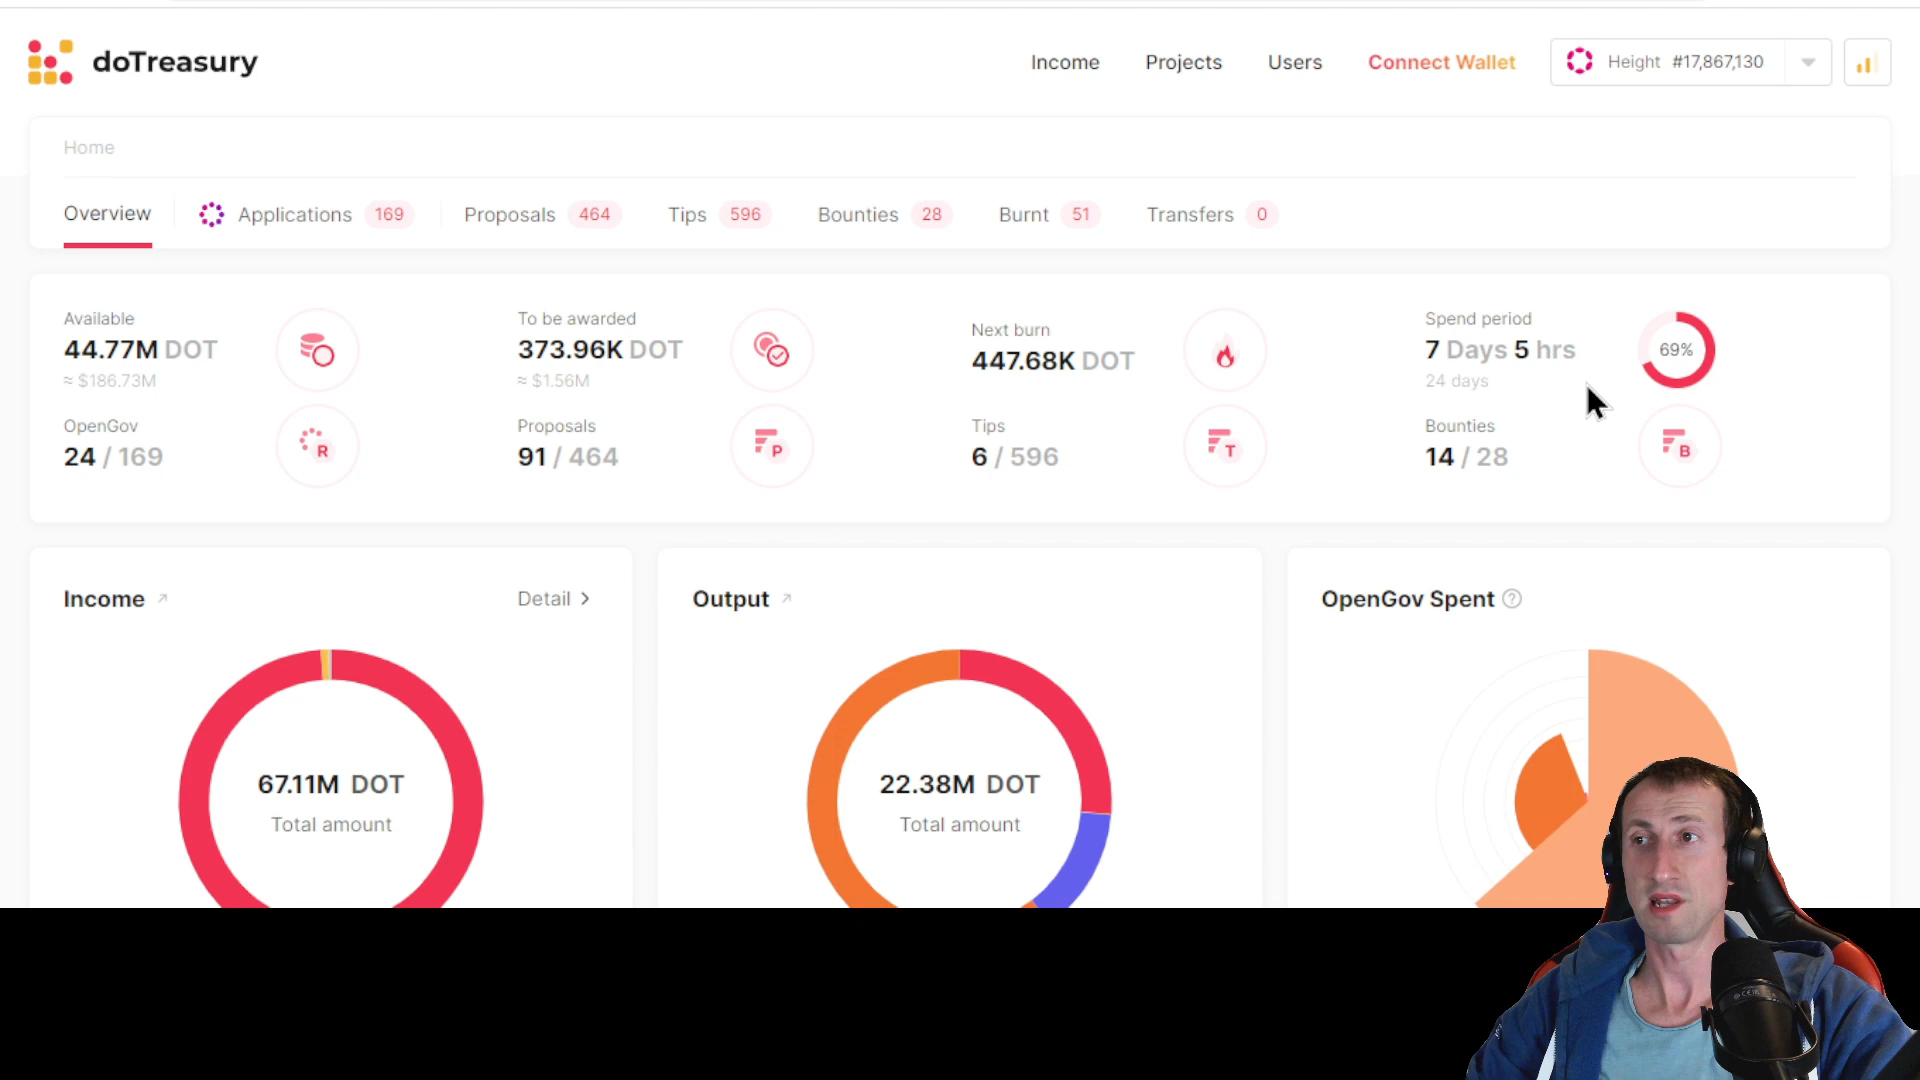 doTreasury
Income Projects Users Connect Wallet Height #17,867,130
Home
Overview Applications 169 Proposals 464 Tips 596 Bounties 28 Burnt 51 Transfers 0
Available
44.77M DOT
≈ $186.73M
To be awarded
373.96K DOT
≈ $1.56M
Next burn
447.68K DOT
Spend period
7 Days 5 hrs
24 days
69%
OpenGov
24 / 169
R
Proposals
91 / 464
P
Tips
6 / 596
T
Bounties
14 / 28
B
Income ↗ Detail >
67.11M DOT
Total amount
Output ↗
22.38M DOT
Total amount
OpenGov Spent ?